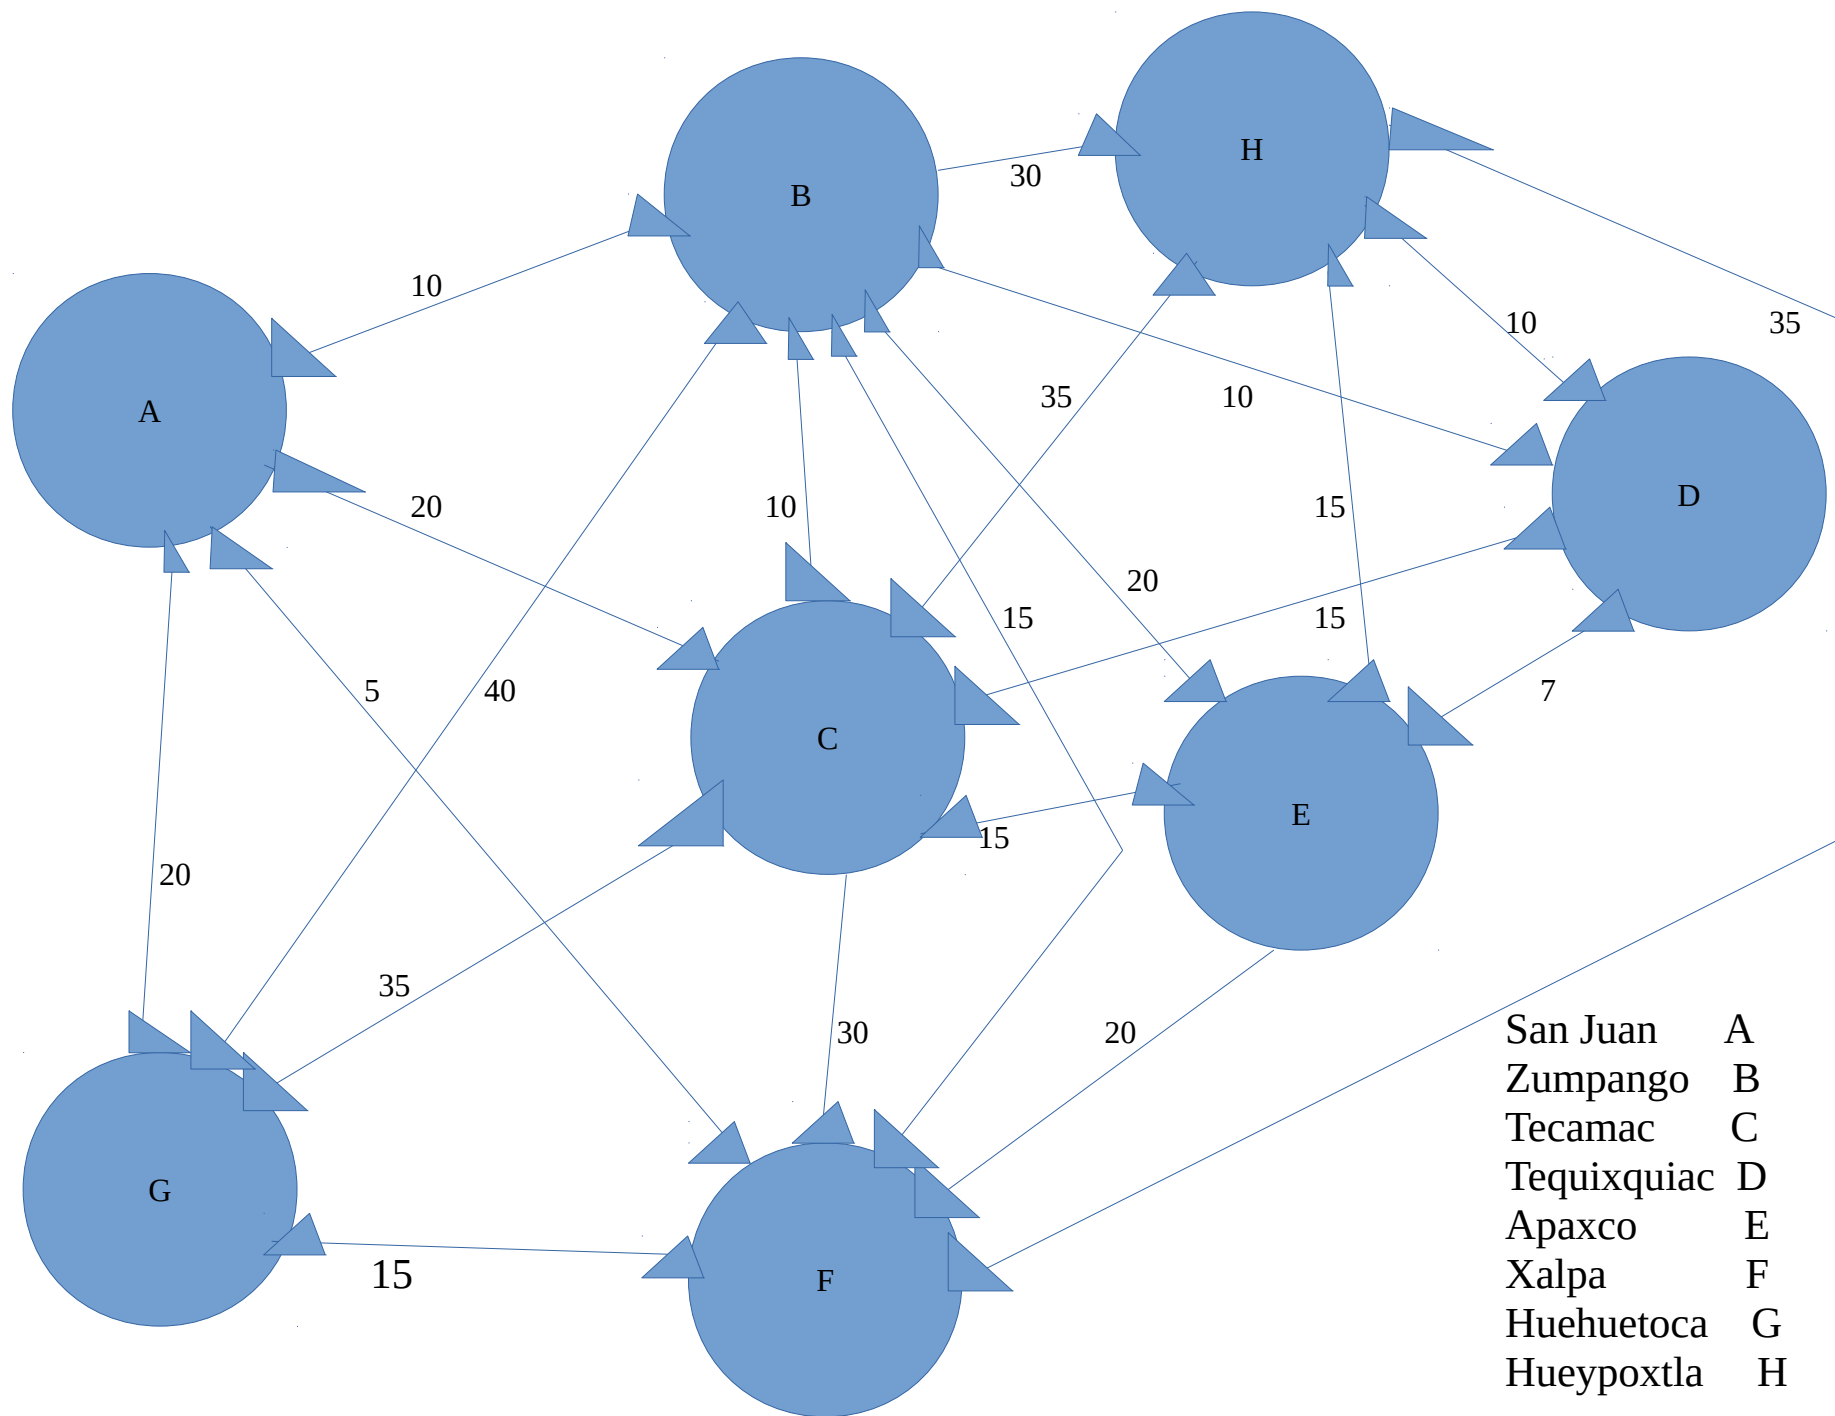 H
B
30
10
10
35
A
35
10
D
20
10
15
20
15
15
5
40
7
C
E
15
20
35
30
20
G
15
F
San Juan A
Zumpango B
Tecamac C
Tequixquiac D
Apaxco E
Xalpa F
Huehuetoca G
Hueypoxtla H